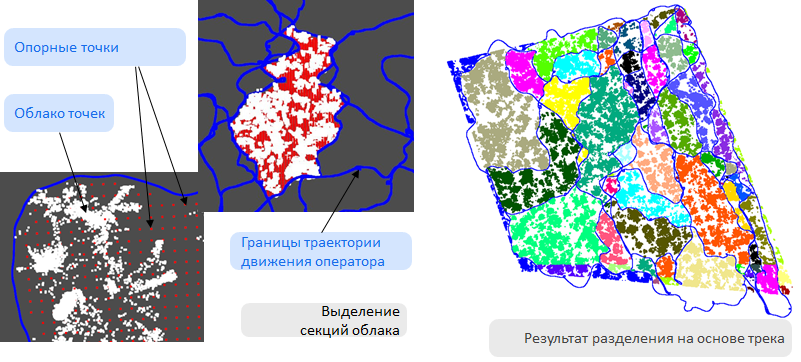 Опорные точки
Облако точек
Границы траектории
движения оператора
Выделение
секций облака
Результат разделения на основе трека